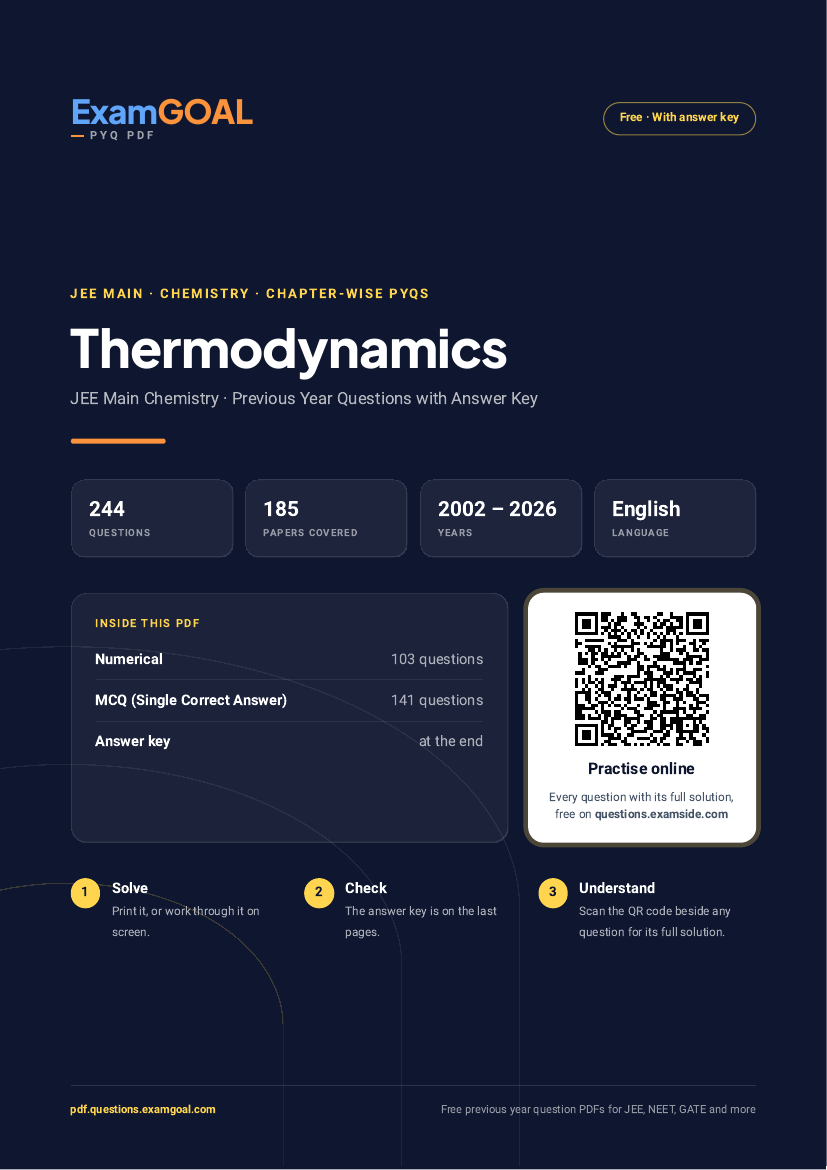 ExamGOAL
PYQ PDF
Free · With answer key
JEE MAIN · CHEMISTRY · CHAPTER-WISE PYQS
Thermodynamics
JEE Main Chemistry · Previous Year Questions with Answer Key
244
QUESTIONS
185
PAPERS COVERED
2002 – 2026
YEARS
English
LANGUAGE
INSIDE THIS PDF
Numerical 103 questions
MCQ (Single Correct Answer) 141 questions
Answer key at the end
Practise online
Every question with its full solution,
free on questions.examside.com
1 Solve
Print it, or work through it on
screen.
2 Check
The answer key is on the last
pages.
3 Understand
Scan the QR code beside any
question for its full solution.
pdf.questions.examgoal.com
Free previous year question PDFs for JEE, NEET, GATE and more